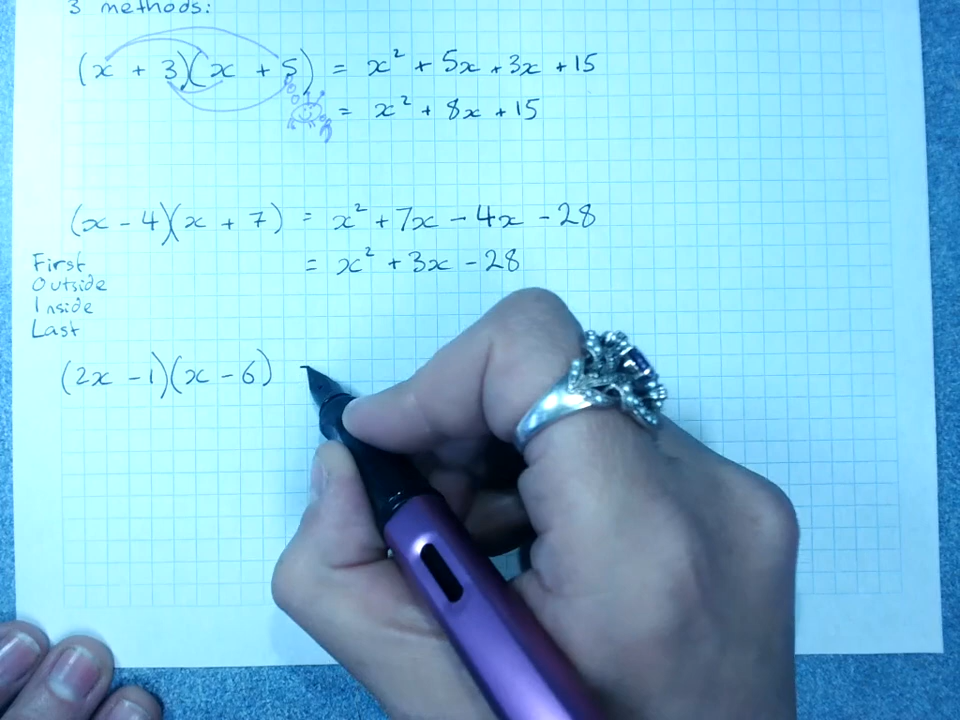 3 methods:
(x + 3)(x + 5) = x² + 5x + 3x + 15
= x² + 8x + 15
(x - 4)(x + 7) = x² + 7x - 4x - 28
= x² + 3x - 28
First
Outside
Inside
Last
(2x - 1)(x - 6)